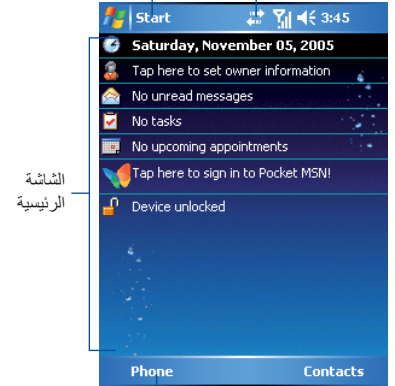 Start 3:45
Saturday, November 05, 2005
Tap here to set owner information
No unread messages
No tasks
No upcoming appointments
Tap here to sign in to Pocket MSN!
Device unlocked
الشاشة
الرئيسية
Phone Contacts